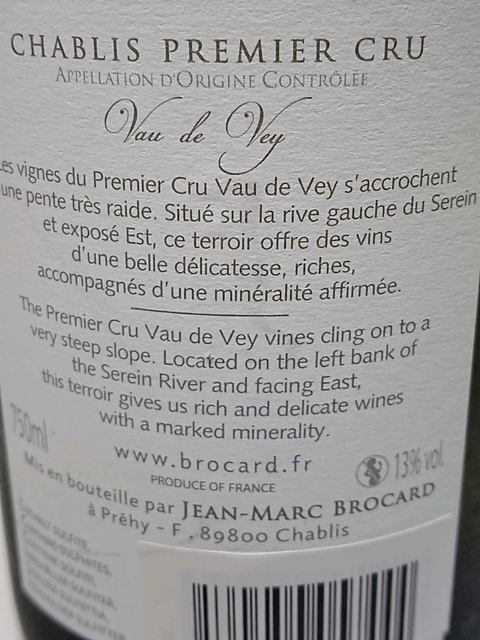 CHABLIS PREMIER CRU
APPELLATION D'ORIGINE CONTRÔLÉE
Vau de Vey
Les vignes du Premier Cru Vau de Vey s'accrochent
une pente très raide. Situé sur la rive gauche du Serein
et exposé Est, ce terroir offre des vins
d'une belle délicatesse, riches,
accompagnés d'une minéralité affirmée.
The Premier Cru Vau de Vey vines cling on to a
very steep slope. Located on the left bank of
the Serein River and facing East,
this terroir gives us rich and delicate wines
with a marked minerality.
750ml
www.brocard.fr
13% vol.
PRODUCE OF FRANCE
Mis en bouteille par JEAN-MARC BROCARD
à Préhy - F . 89800 Chablis